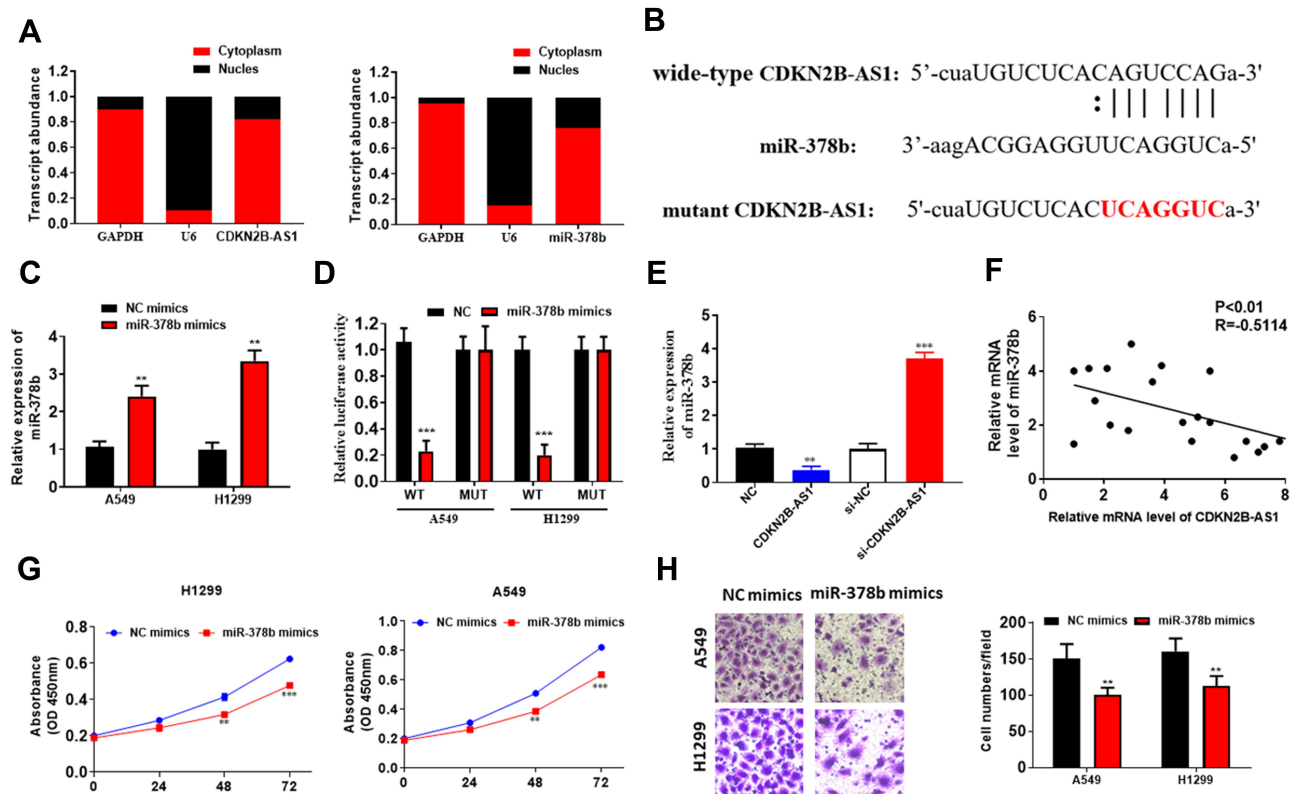 A
Cytoplasm
Nucles
Transcript abundance
1.2
1.0
0.8
0.6
0.4
0.2
0.0
GAPDH
U6
CDKN2B-AS1
Cytoplasm
Nucles
Transcript abundance
1.2
1.0
0.8
0.6
0.4
0.2
0.0
GAPDH
U6
miR-378b
B
wide-type CDKN2B-AS1: 5'-cuaUGUCUCACAGUCCAGa-3'
miR-378b: 3'-aagACGGAGGUUCAGGUCa-5'
mutant CDKN2B-AS1: 5'-cuaUGUCUCACUCAGGUCa-3'
C
NC mimics
miR-378b mimics
Relative expression of
miR-378b
4
3
2
1
0
**
**
A549
H1299
D
NC
miR-378b mimics
Relative luciferase activity
1.2
1.0
0.8
0.6
0.4
0.2
0.0
***
***
WT
MUT
WT
MUT
A549
H1299
E
Relative expression
of miR-378b
5
4
3
2
1
0
**
***
NC
CDKN2B-AS1
si-NC
si-CDKN2B-AS1
F
P<0.01
R=-0.5114
Relative mRNA
level of miR-378b
6
4
2
0
0
2
4
6
8
Relative mRNA level of CDKN2B-AS1
G
H1299
NC mimics
miR-378b mimics
Absorbance
(OD 450nm)
0.8
0.6
0.4
0.2
0.0
**
***
0
24
48
72
A549
NC mimics
miR-378b mimics
Absorbance
(OD 450nm)
1.0
0.8
0.6
0.4
0.2
0.0
**
***
0
24
48
72
H
NC mimics
miR-378b mimics
A549
H1299
NC mimics
miR-378b mimics
Cell numbers/field
200
150
100
50
0
**
**
A549
H1299